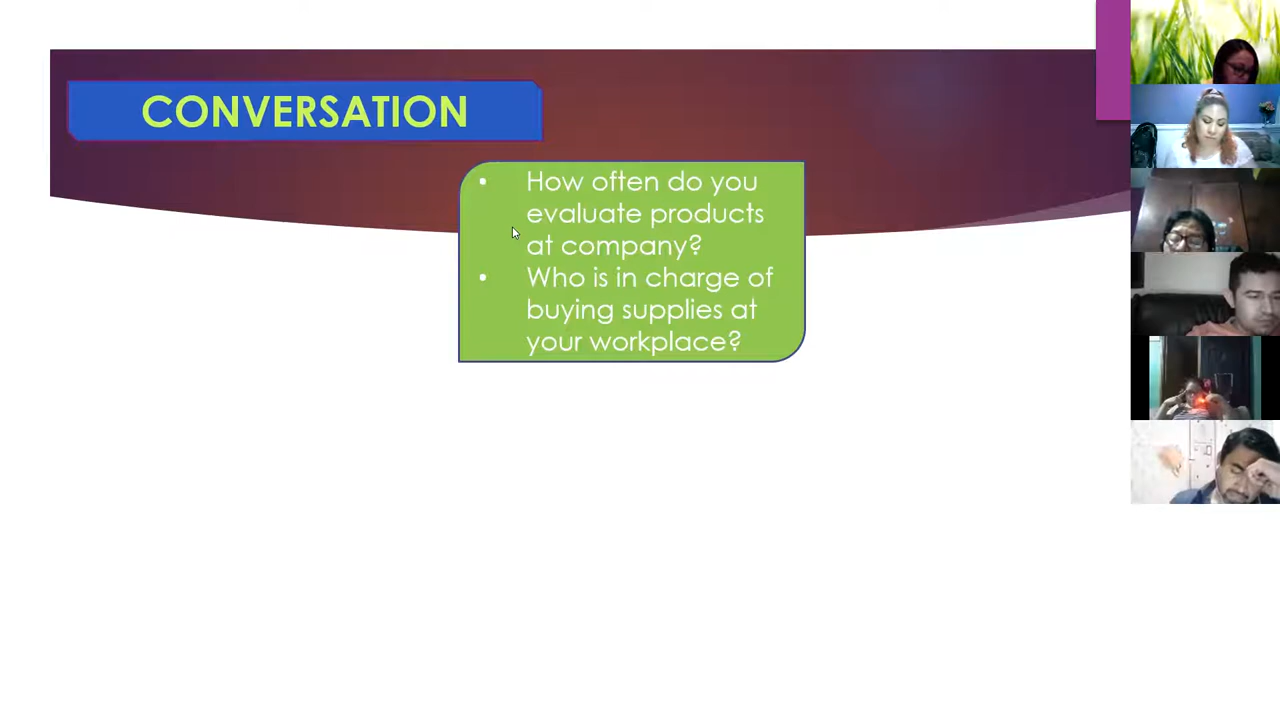 CONVERSATION
• How often do you
evaluate products
at company?
• Who is in charge of
buying supplies at
your workplace?